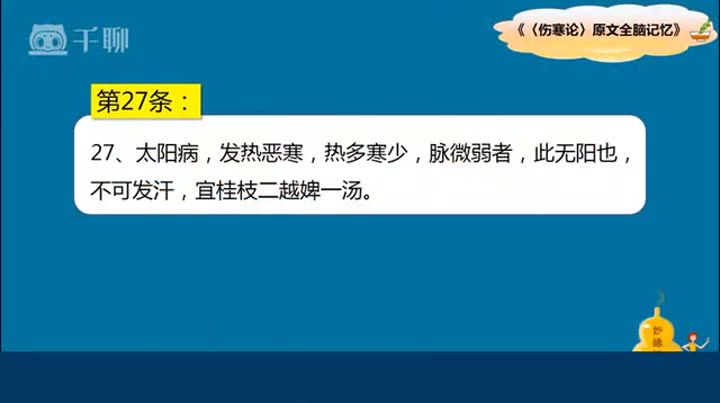 千聊
《〈伤寒论〉原文全脑记忆》
第27条：
27、太阳病，发热恶寒，热多寒少，脉微弱者，此无阳也，
不可发汗，宜桂枝二越婢一汤。